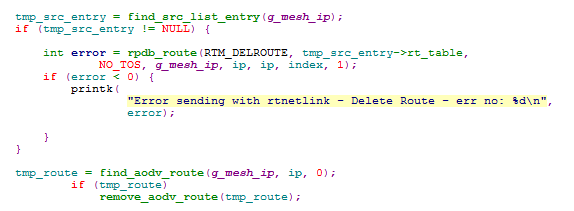 tmp_src_entry = find_src_list_entry(g_mesh_ip);
if (tmp_src_entry != NULL) {
int error = rpdb_route(RTM_DELROUTE, tmp_src_entry->rt_table,
NO_TOS, g_mesh_ip, ip, ip, index, 1);
if (error < 0) {
printk(
"Error sending with rtnetlink - Delete Route - err no: %d\n",
error);
}
}
tmp_route = find_aodv_route(g_mesh_ip, ip, 0);
if (tmp_route)
remove_aodv_route(tmp_route);